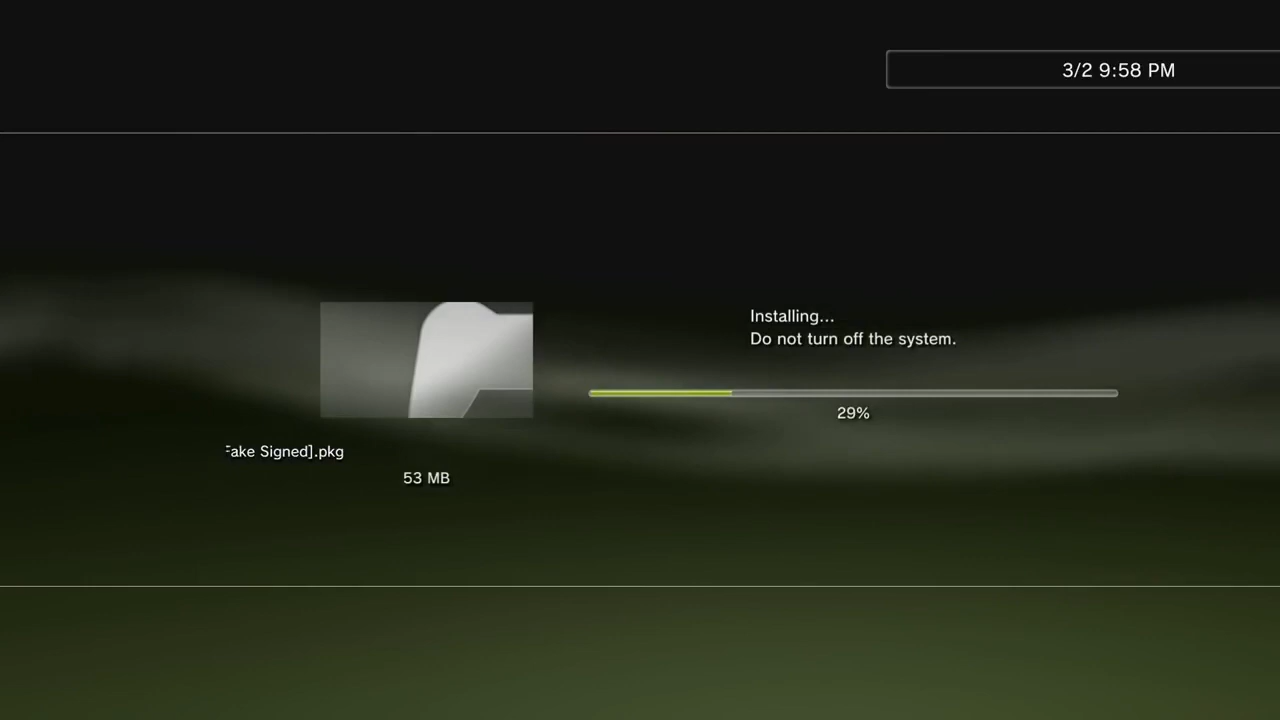 3/2 9:58 PM
Installing...
Do not turn off the system.
29%
Fake Signed].pkg
53 MB